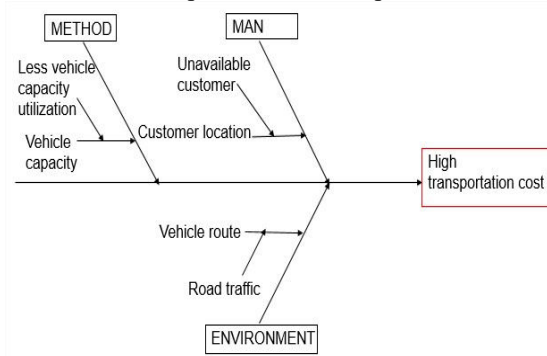 METHOD
MAN
Less vehicle
capacity
utilization
Unavailable
customer
Vehicle
capacity
Customer location
High
transportation cost
Vehicle route
Road traffic
ENVIRONMENT